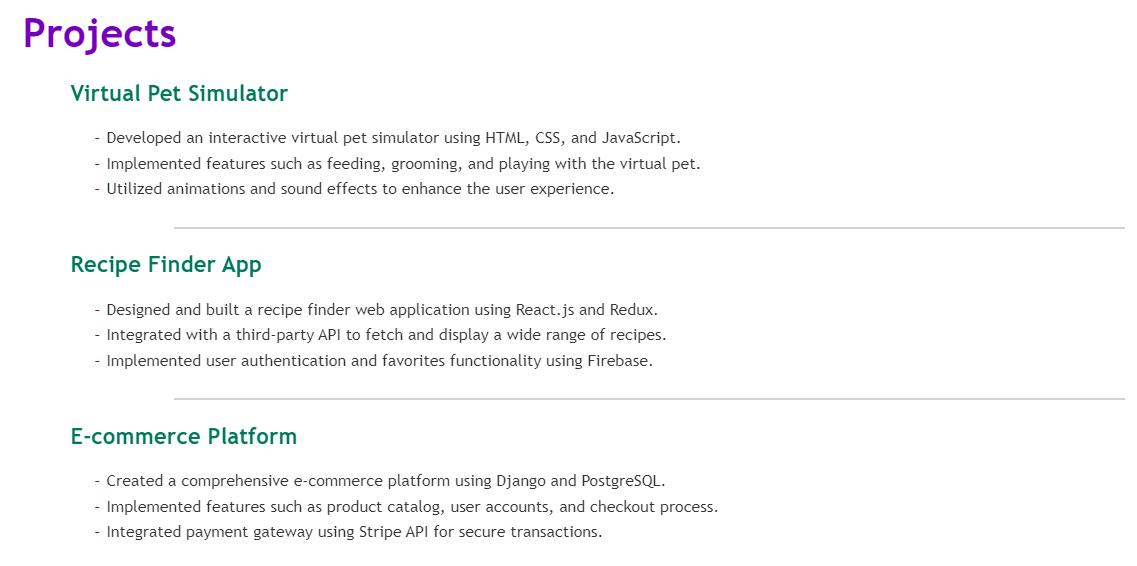 Projects
Virtual Pet Simulator
- Developed an interactive virtual pet simulator using HTML, CSS, and JavaScript.
- Implemented features such as feeding, grooming, and playing with the virtual pet.
- Utilized animations and sound effects to enhance the user experience.
Recipe Finder App
- Designed and built a recipe finder web application using React.js and Redux.
- Integrated with a third-party API to fetch and display a wide range of recipes.
- Implemented user authentication and favorites functionality using Firebase.
E-commerce Platform
- Created a comprehensive e-commerce platform using Django and PostgreSQL.
- Implemented features such as product catalog, user accounts, and checkout process.
- Integrated payment gateway using Stripe API for secure transactions.